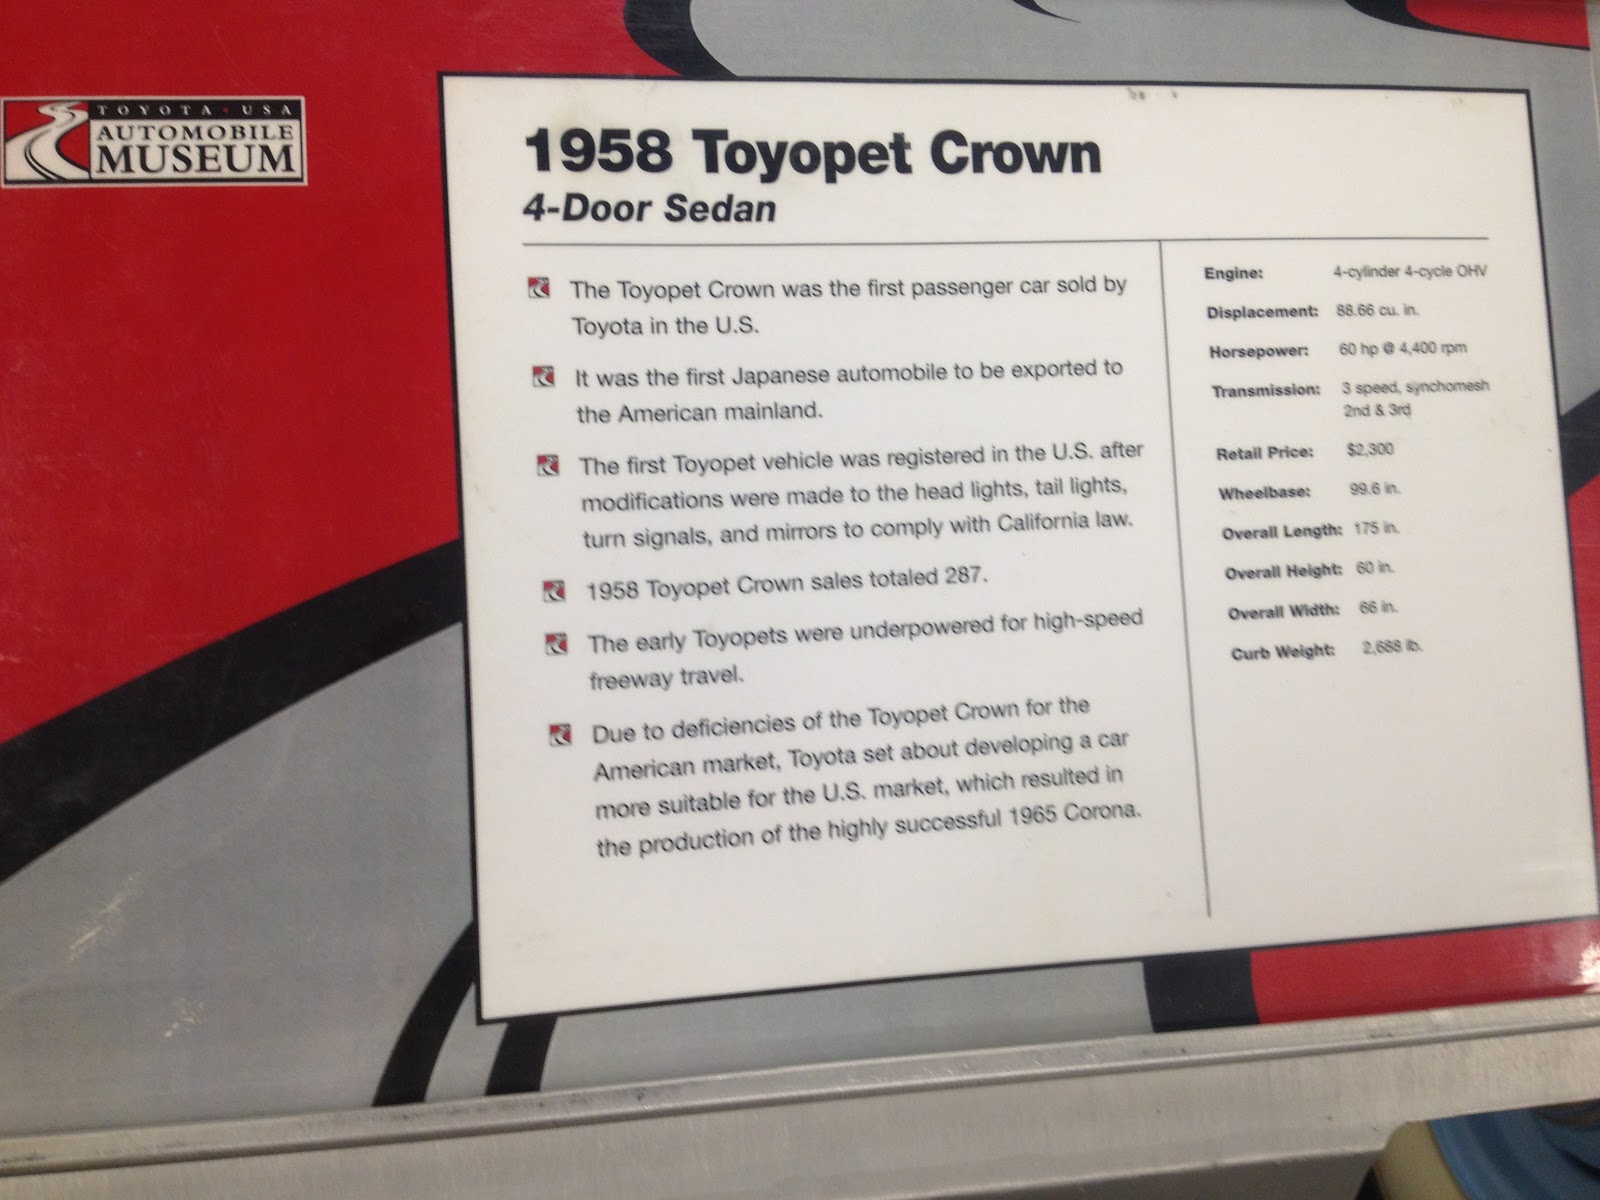 TOYOTA • USA
AUTOMOBILE
MUSEUM
1958 Toyopet Crown
4-Door Sedan
The Toyopet Crown was the first passenger car sold by
Toyota in the U.S.
It was the first Japanese automobile to be exported to
the American mainland.
The first Toyopet vehicle was registered in the U.S. after
modifications were made to the head lights, tail lights,
turn signals, and mirrors to comply with California law.
1958 Toyopet Crown sales totaled 287.
The early Toyopets were underpowered for high-speed
freeway travel.
Due to deficiencies of the Toyopet Crown for the
American market, Toyota set about developing a car
more suitable for the U.S. market, which resulted in
the production of the highly successful 1965 Corona.
Engine: 4-cylinder 4-cycle OHV
Displacement: 88.66 cu. in.
Horsepower: 60 hp @ 4,400 rpm
Transmission: 3 speed, synchomesh
2nd & 3rd
Retail Price: $2,300
Wheelbase: 99.6 in.
Overall Length: 175 in.
Overall Height: 60 in.
Overall Width: 66 in.
Curb Weight: 2,688 lb.